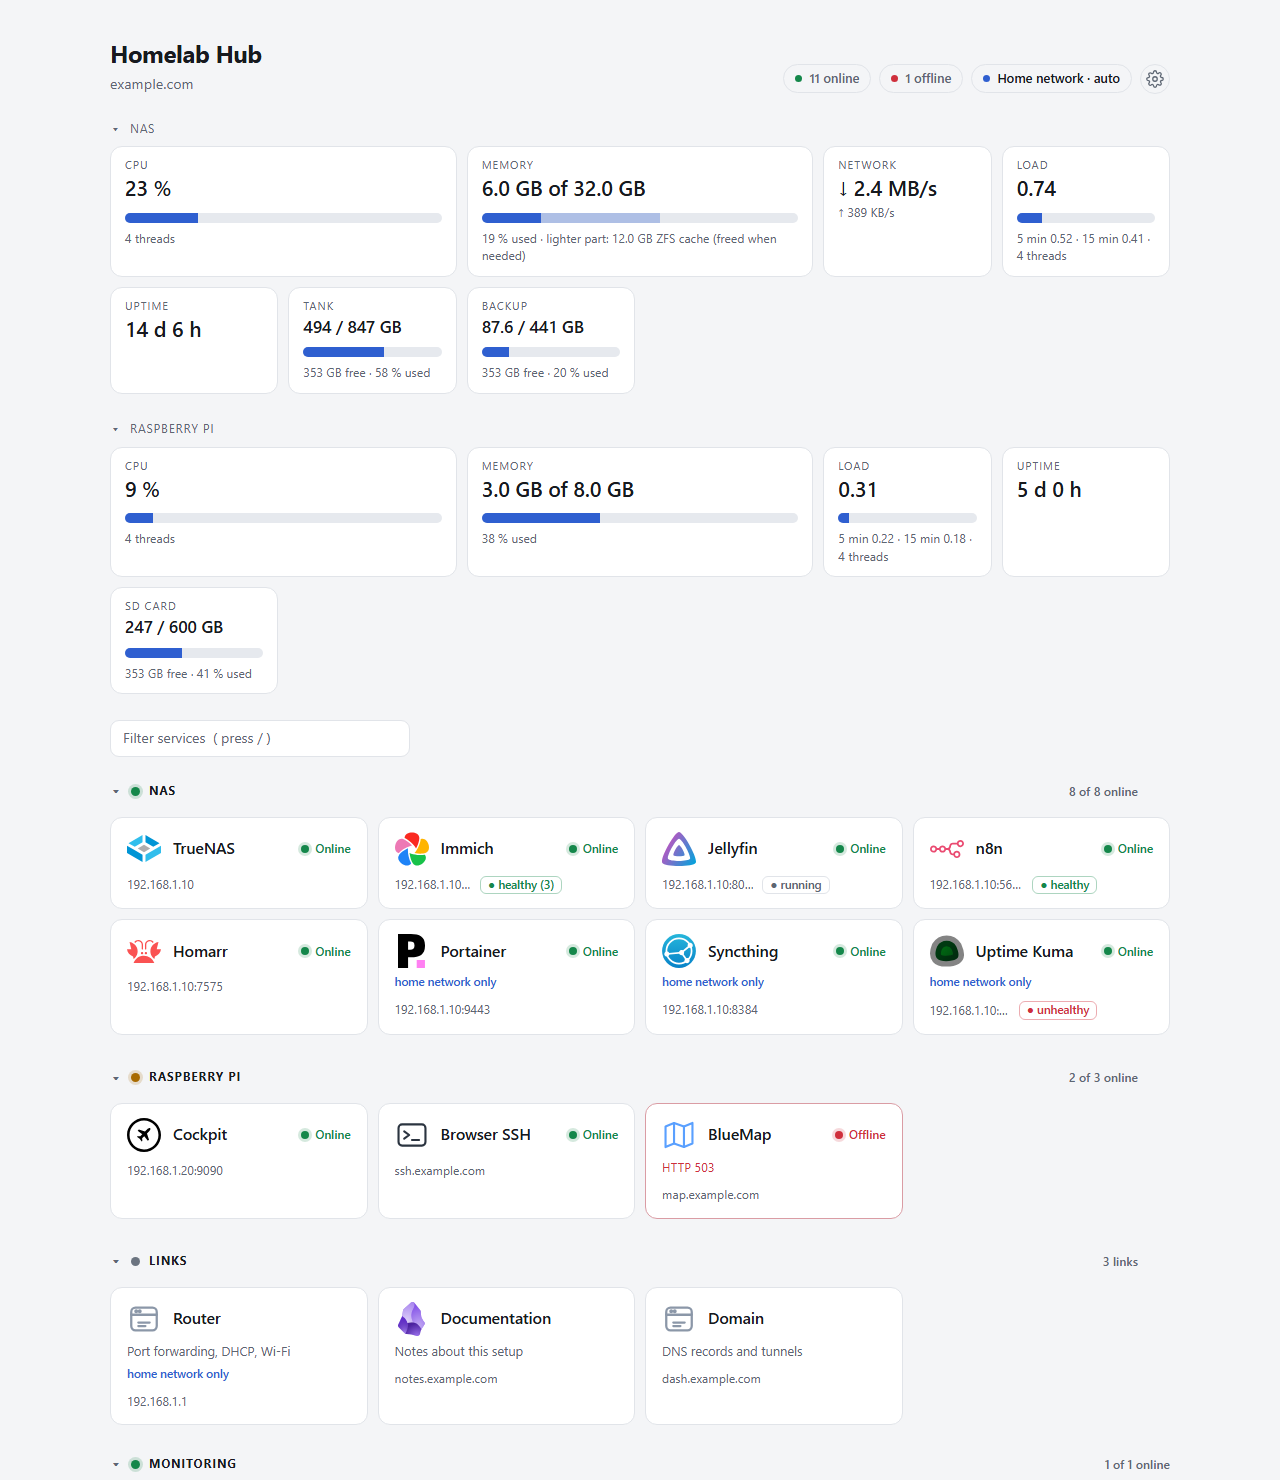 Homelab Hub
example.com
11 online
1 offline
Home network · auto
NAS
CPU
23 %
4 threads
MEMORY
6.0 GB of 32.0 GB
19 % used · lighter part: 12.0 GB ZFS cache (freed when
needed)
NETWORK
↓ 2.4 MB/s
↑ 389 KB/s
LOAD
0.74
5 min 0.52 · 15 min 0.41 ·
4 threads
UPTIME
14 d 6 h
TANK
494 / 847 GB
353 GB free · 58 % used
BACKUP
87.6 / 441 GB
353 GB free · 20 % used
RASPBERRY PI
CPU
9 %
4 threads
MEMORY
3.0 GB of 8.0 GB
38 % used
LOAD
0.31
5 min 0.22 · 15 min 0.18 ·
4 threads
UPTIME
5 d 0 h
SD CARD
247 / 600 GB
353 GB free · 41 % used
Filter services ( press / )
NAS
8 of 8 online
TrueNAS
Online
192.168.1.10
Immich
Online
192.168.1.10...
healthy (3)
Jellyfin
Online
192.168.1.10:80...
running
n8n
Online
192.168.1.10:56...
healthy
Homarr
Online
192.168.1.10:7575
Portainer
Online
home network only
192.168.1.10:9443
Syncthing
Online
home network only
192.168.1.10:8384
Uptime Kuma
Online
home network only
192.168.1.10:...
unhealthy
RASPBERRY PI
2 of 3 online
Cockpit
Online
192.168.1.20:9090
Browser SSH
Online
ssh.example.com
BlueMap
Offline
HTTP 503
map.example.com
LINKS
3 links
Router
Port forwarding, DHCP, Wi-Fi
home network only
192.168.1.1
Documentation
Notes about this setup
notes.example.com
Domain
DNS records and tunnels
dash.example.com
MONITORING
1 of 1 online